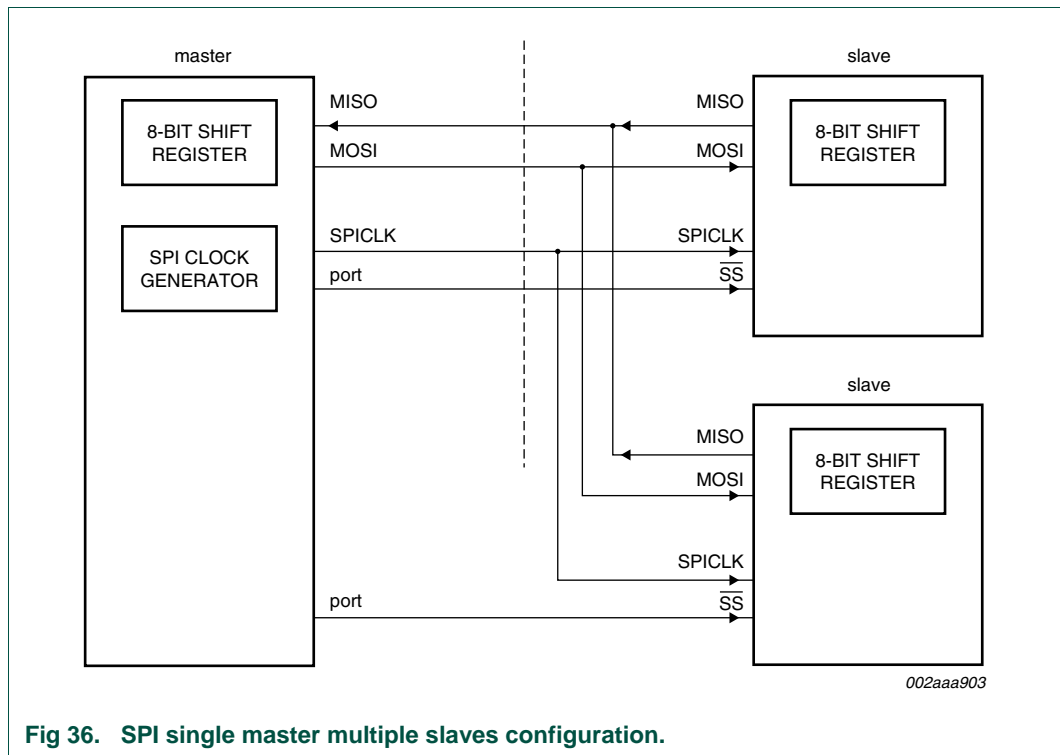 master
slave
MISO
MISO
8-BIT SHIFT
REGISTER
8-BIT SHIFT
REGISTER
MOSI
MOSI
SPICLK
SPICLK
SPI CLOCK
GENERATOR
port
SS
slave
MISO
8-BIT SHIFT
REGISTER
MOSI
SPICLK
port
SS
002aaa903
Fig 36. SPI single master multiple slaves configuration.